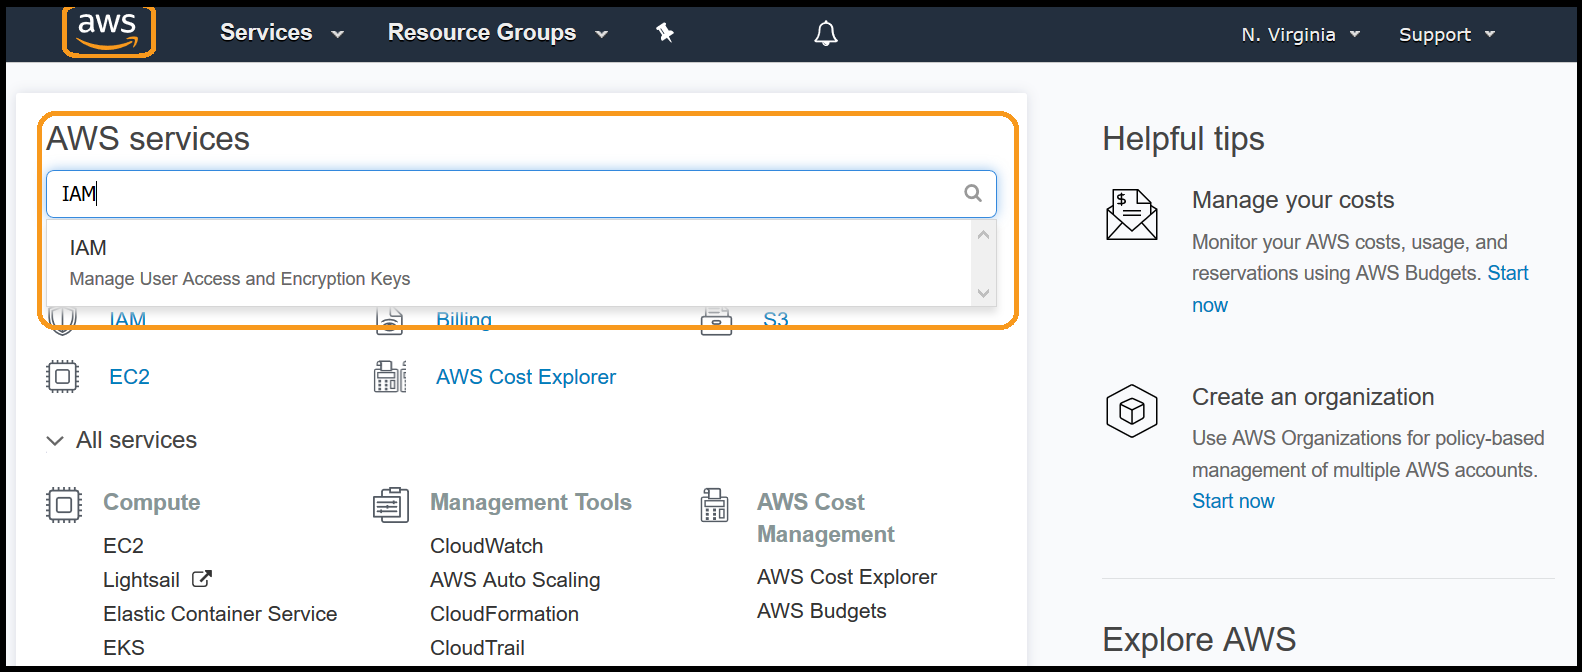 aws
Services
Resource Groups
N. Virginia
Support
AWS services
IAM
IAM
Manage User Access and Encryption Keys
IAM
Billing
S3
EC2
AWS Cost Explorer
All services
Compute
EC2
Lightsail
Elastic Container Service
EKS
Management Tools
CloudWatch
AWS Auto Scaling
CloudFormation
CloudTrail
AWS Cost
Management
AWS Cost Explorer
AWS Budgets
Helpful tips
$
Manage your costs
Monitor your AWS costs, usage, and
reservations using AWS Budgets. Start
now
Create an organization
Use AWS Organizations for policy-based
management of multiple AWS accounts.
Start now
Explore AWS